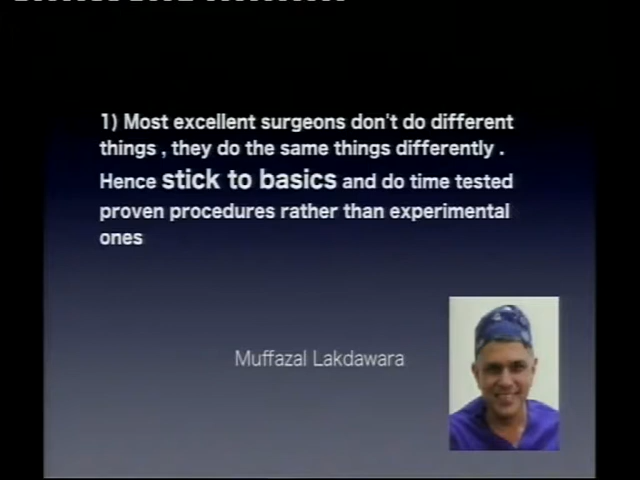 1) Most excellent surgeons don't do different
things , they do the same things differently .
Hence stick to basics and do time tested
proven procedures rather than experimental
ones
Muffazal Lakdawara